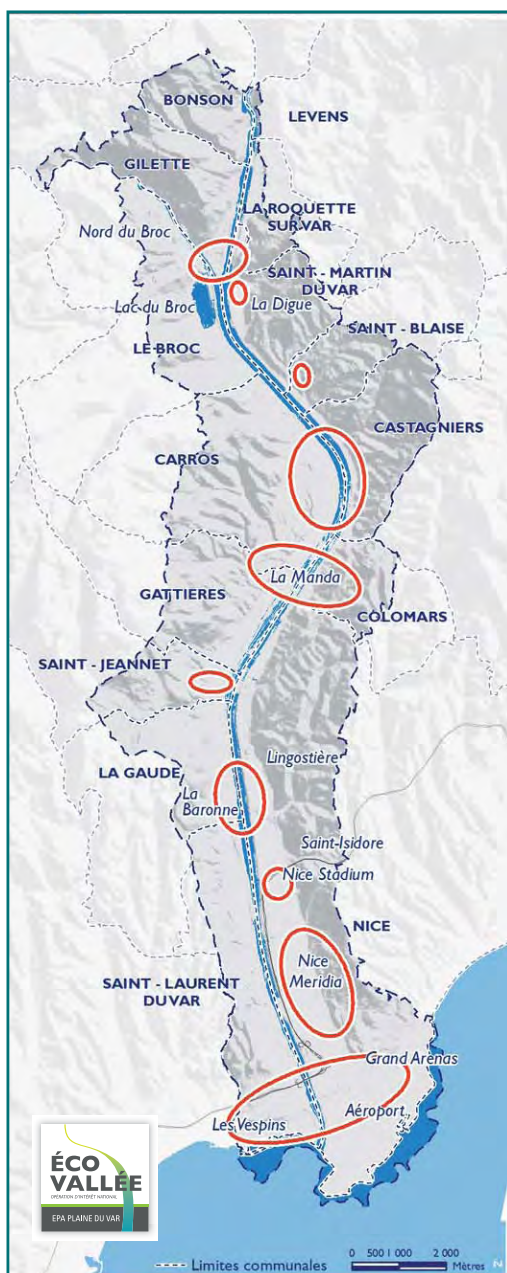 BONSON
LEVENS
GILETTE
LA ROQUETTE
SUR VAR
Nord du Broc
SAINT - MARTIN
DU VAR
Lac du Broc
La Digue
SAINT - BLAISE
LE BROC
CASTAGNIERS
CARROS
La Manda
GATTIERES
COLOMARS
SAINT - JEANNET
Lingostière
LA GAUDE
La
Baronne
Saint-Isidore
Nice Stadium
NICE
Nice
Meridia
SAINT - LAURENT
DU VAR
Grand Arenas
Aéroport
Les Vespins
ÉCO
VALLÉE
OPÉRATION D'INTÉRÊT NATIONAL
EPA PLAINE DU VAR
Limites communales
0 500 1 000 2 000
Mètres
N